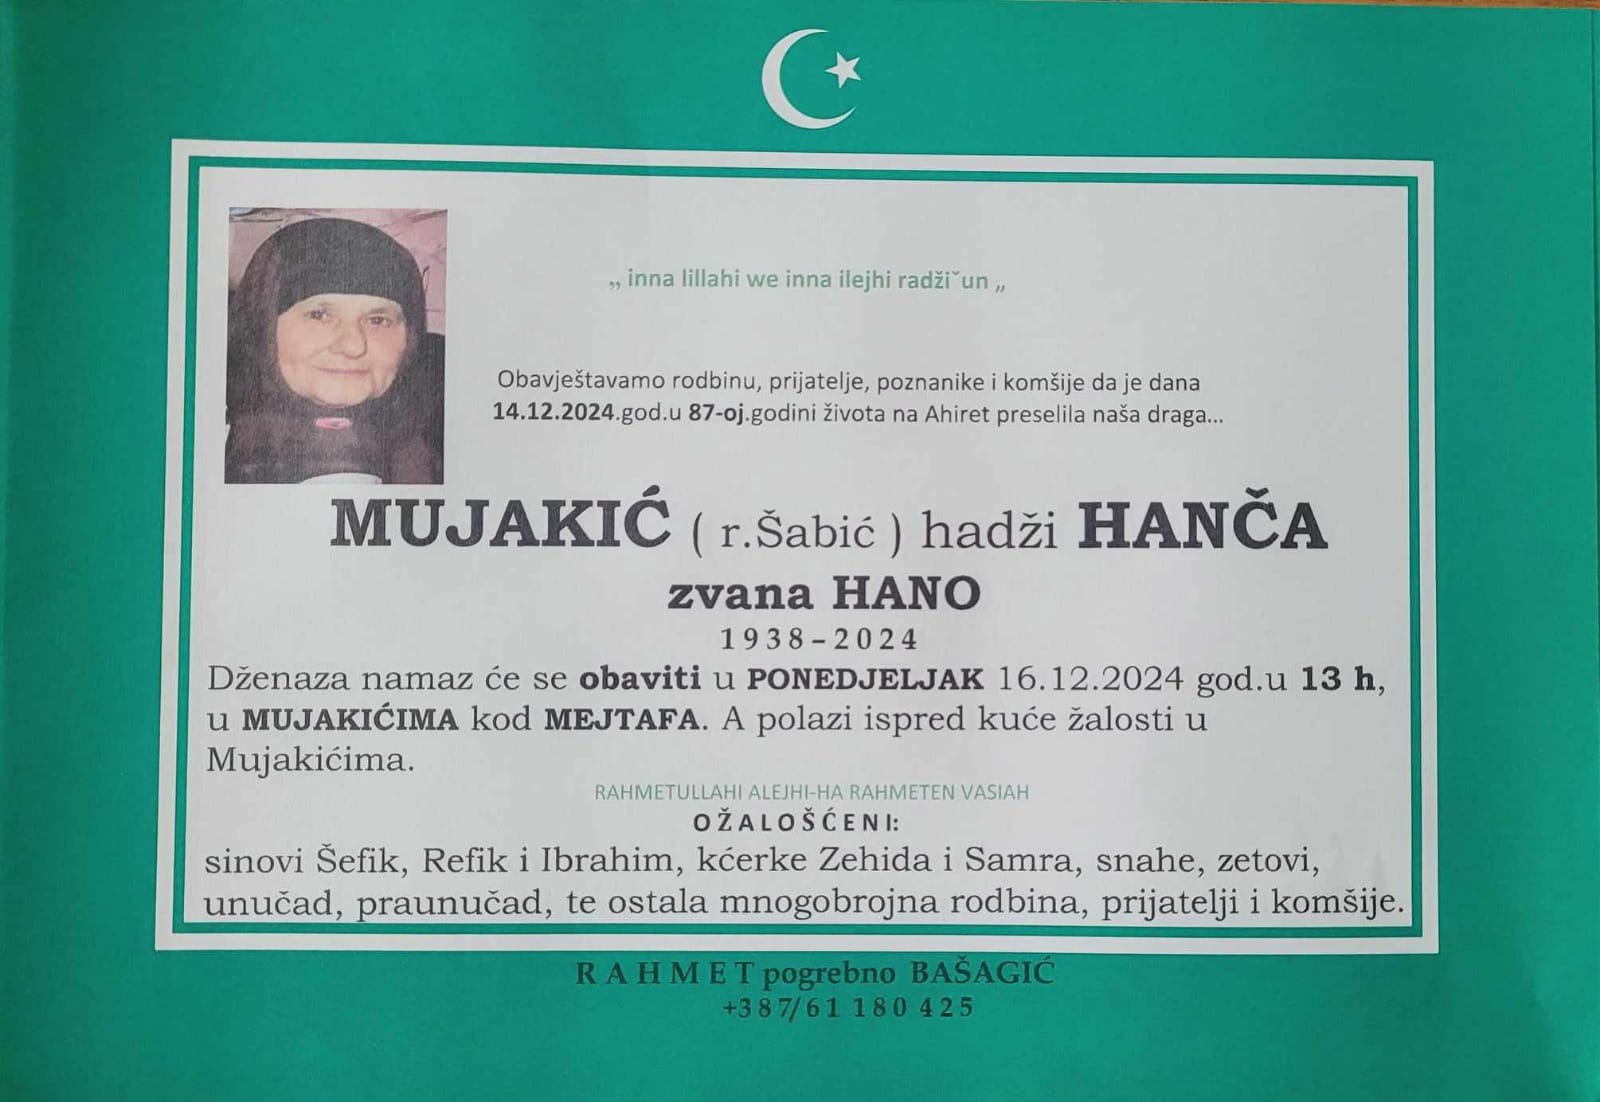 „ inna lillahi we inna ilejhi radžiˇun „
Obavještavamo rodbinu, prijatelje, poznanike i komšije da je dana
14.12.2024.god.u 87-oj.godini života na Ahiret preselila naša draga...
MUJAKIĆ ( r.Šabić ) hadži HANČA
zvana HANO
1938–2024
Dženaza namaz će se obaviti u PONEDJELJAK 16.12.2024 god.u 13 h,
u MUJAKIĆIMA kod MEJTAFA. A polazi ispred kuće žalosti u
Mujakićima.
RAHMETULLAHI ALEJHI-HA RAHMETEN VASIAH
OŽALOŠĆENI:
sinovi Šefik, Refik i Ibrahim, kćerke Zehida i Samra, snahe, zetovi,
unučad, praunučad, te ostala mnogobrojna rodbina, prijatelji i komšije.
RAHMET pogrebno BAŠAGIĆ
+387/61 180 425